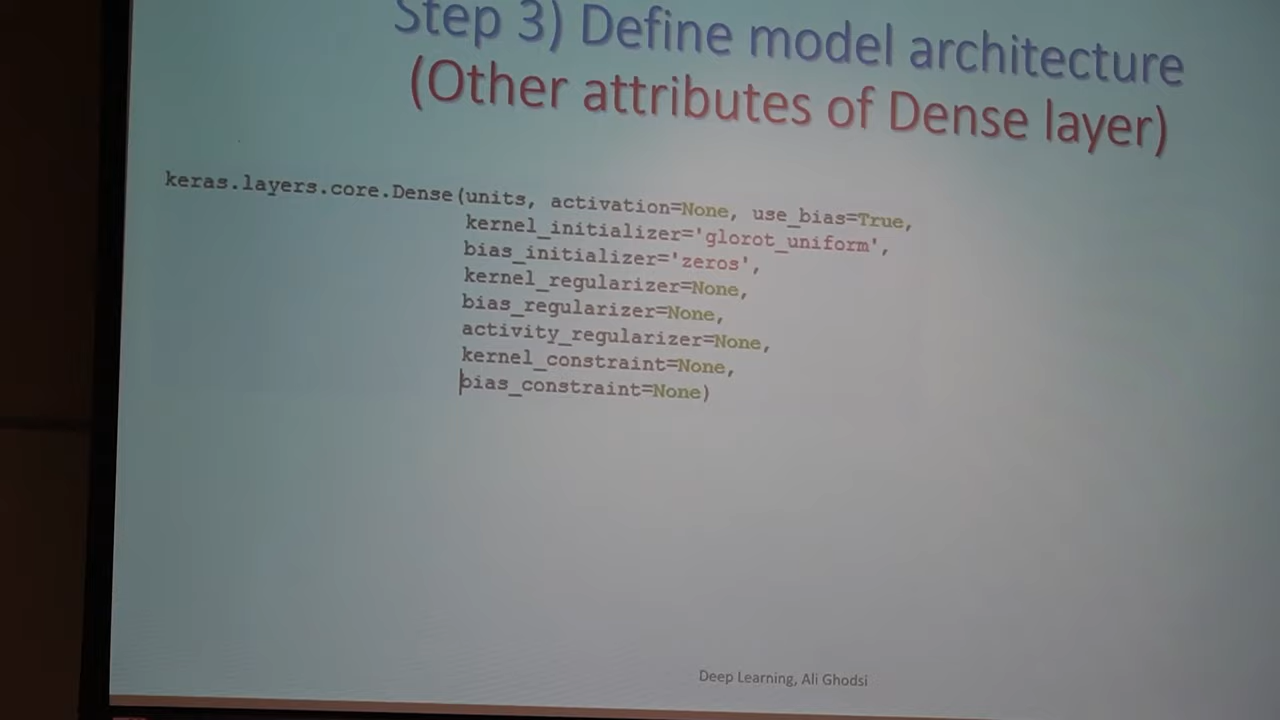 Step 3) Define model architecture
(Other attributes of Dense layer)
keras.layers.core.Dense(units, activation=None, use_bias=True,
kernel_initializer='glorot_uniform',
bias_initializer='zeros',
kernel_regularizer=None,
bias_regularizer=None,
activity_regularizer=None,
kernel_constraint=None,
bias_constraint=None)
Deep Learning, Ali Ghodsi